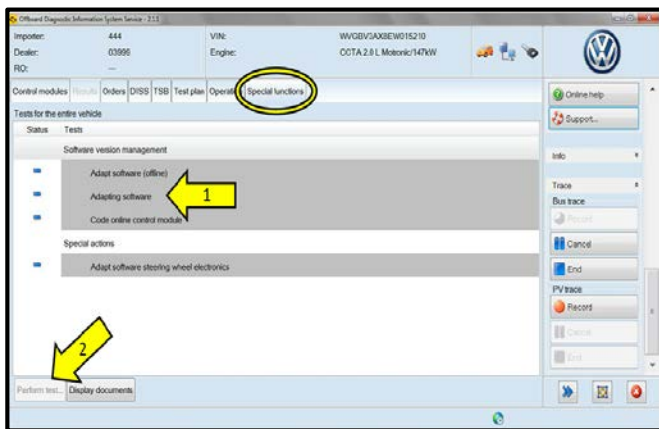 Offboard Diagnostic Information System Service - 2.1.3
Importer: 444 VIN: WVGBV3AX8EW015210
Dealer: 03995 Engine: CCTA 2.0 L Motronic/147kW
RO: ---
Control modules Results Orders DISS TSB Test plan Operation Special functions
Tests for the entire vehicle
Status Tests
Software version management
Adapt software (offline)
Adapting software
1
Code online control module
Special actions
Adapt software steering wheel electronics
2
Perform test... Display documents
Online help
Support...
Info
Trace
Bus trace
Record
Cancel
End
PV trace
Record
Cancel
End